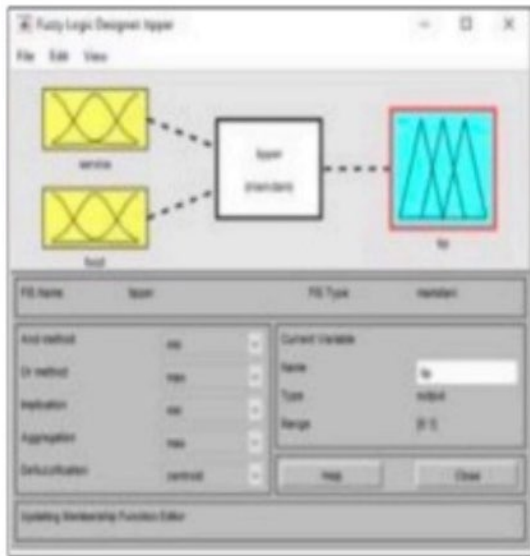 Fuzzy Logic Designer: tipper
File Edit View
service
food
tipper
(mamdani)
tip
FIS Name: tipper FIS Type: mamdani
And method min
Or method max
Implication min
Aggregation max
Defuzzification centroid
Current Variable
Name tip
Type output
Range [0 1]
Help Close
Updating Membership Function Editor